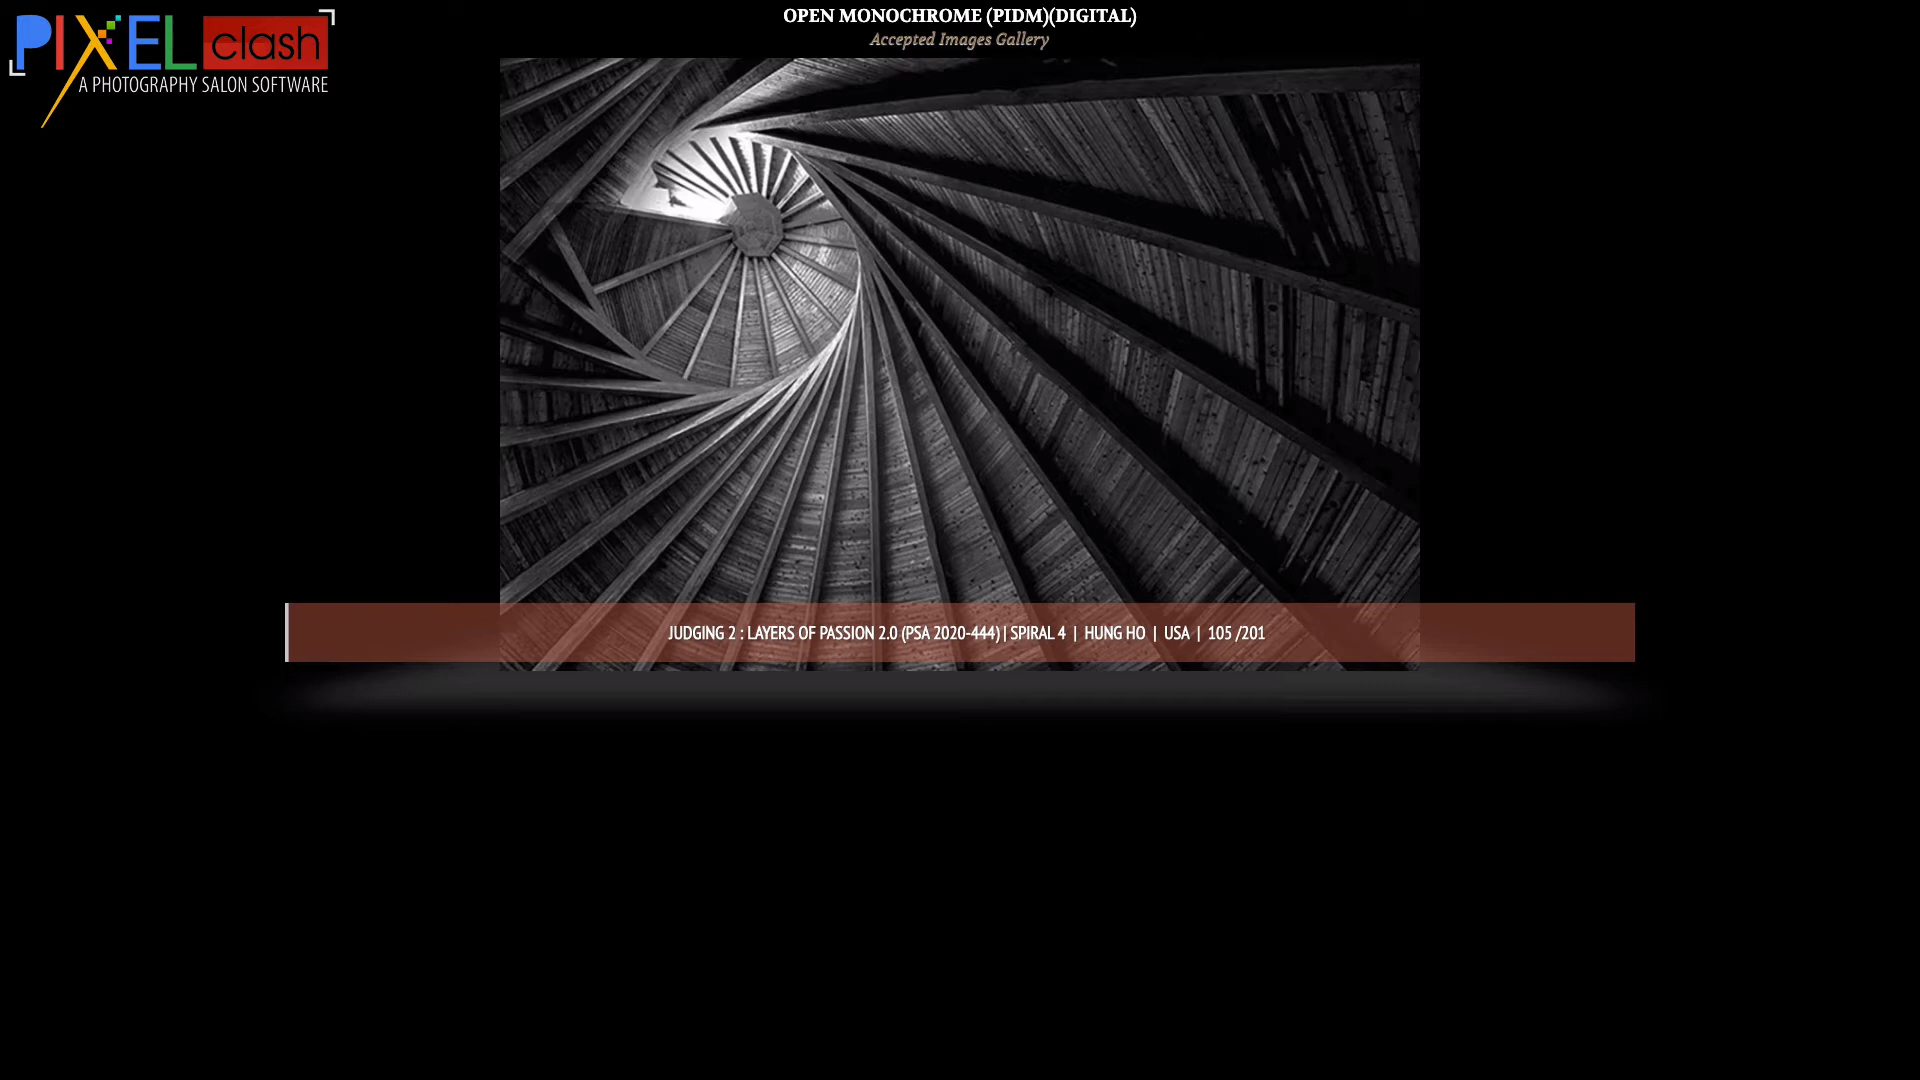 PIXEL clash
A PHOTOGRAPHY SALON SOFTWARE
OPEN MONOCHROME (PIDM)(DIGITAL)
Accepted Images Gallery
JUDGING 2 : LAYERS OF PASSION 2.0 (PSA 2020-444) | SPIRAL 4 | HUNG HO | USA | 105 /201